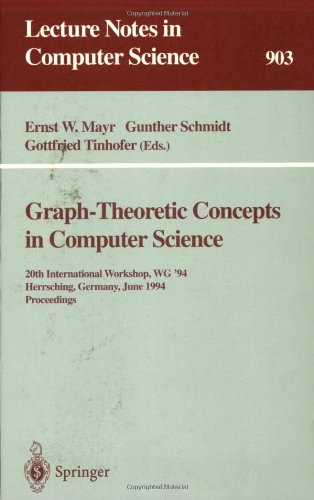 Lecture Notes in
Computer Science 903
Ernst W. Mayr Gunther Schmidt
Gottfried Tinhofer (Eds.)
Graph-Theoretic Concepts
in Computer Science
20th International Workshop, WG '94
Herrsching, Germany, June 1994
Proceedings
Springer